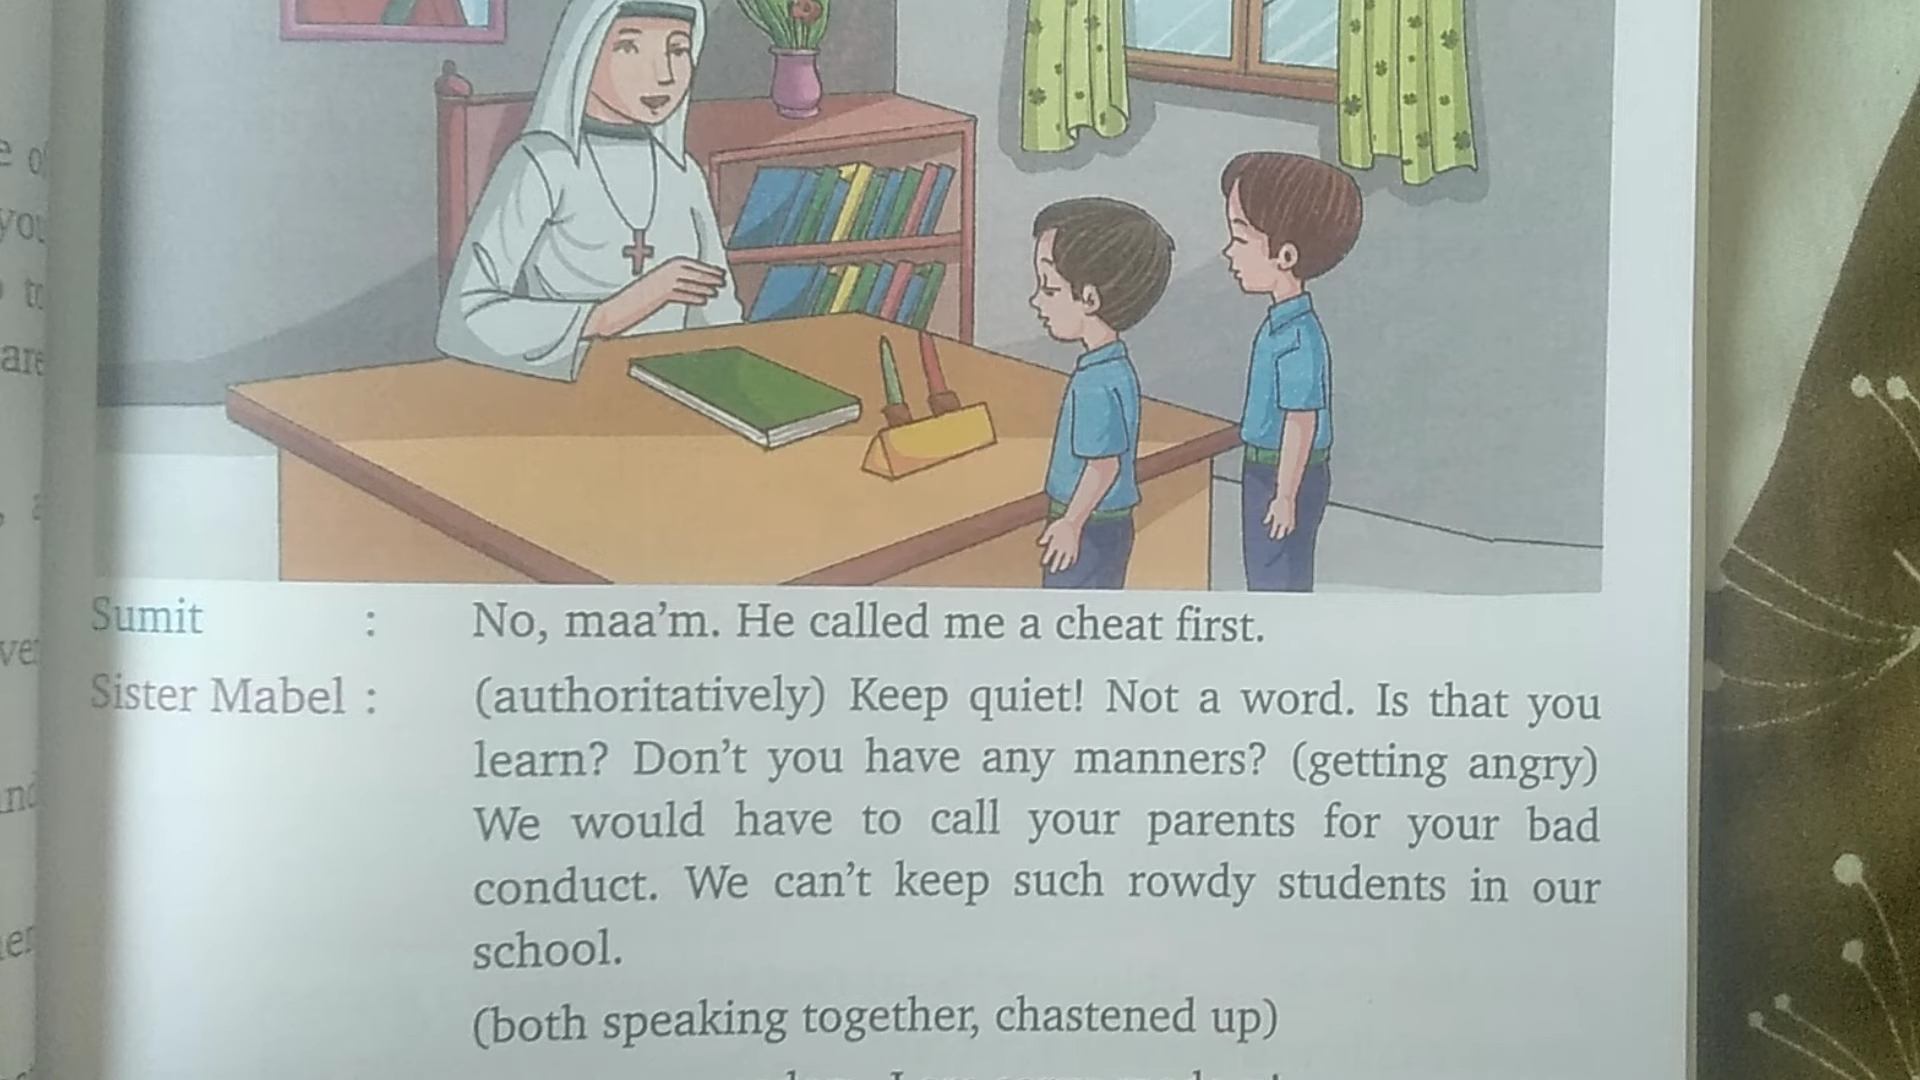 Sumit : No, maa'm. He called me a cheat first.
Sister Mabel : (authoritatively) Keep quiet! Not a word. Is that you
learn? Don't you have any manners? (getting angry)
We would have to call your parents for your bad
conduct. We can't keep such rowdy students in our
school.
(both speaking together, chastened up)